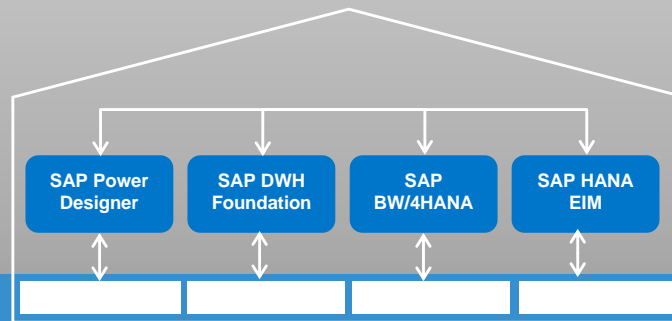 SAP Power
Designer
SAP DWH
Foundation
SAP
BW/4HANA
SAP HANA
EIM